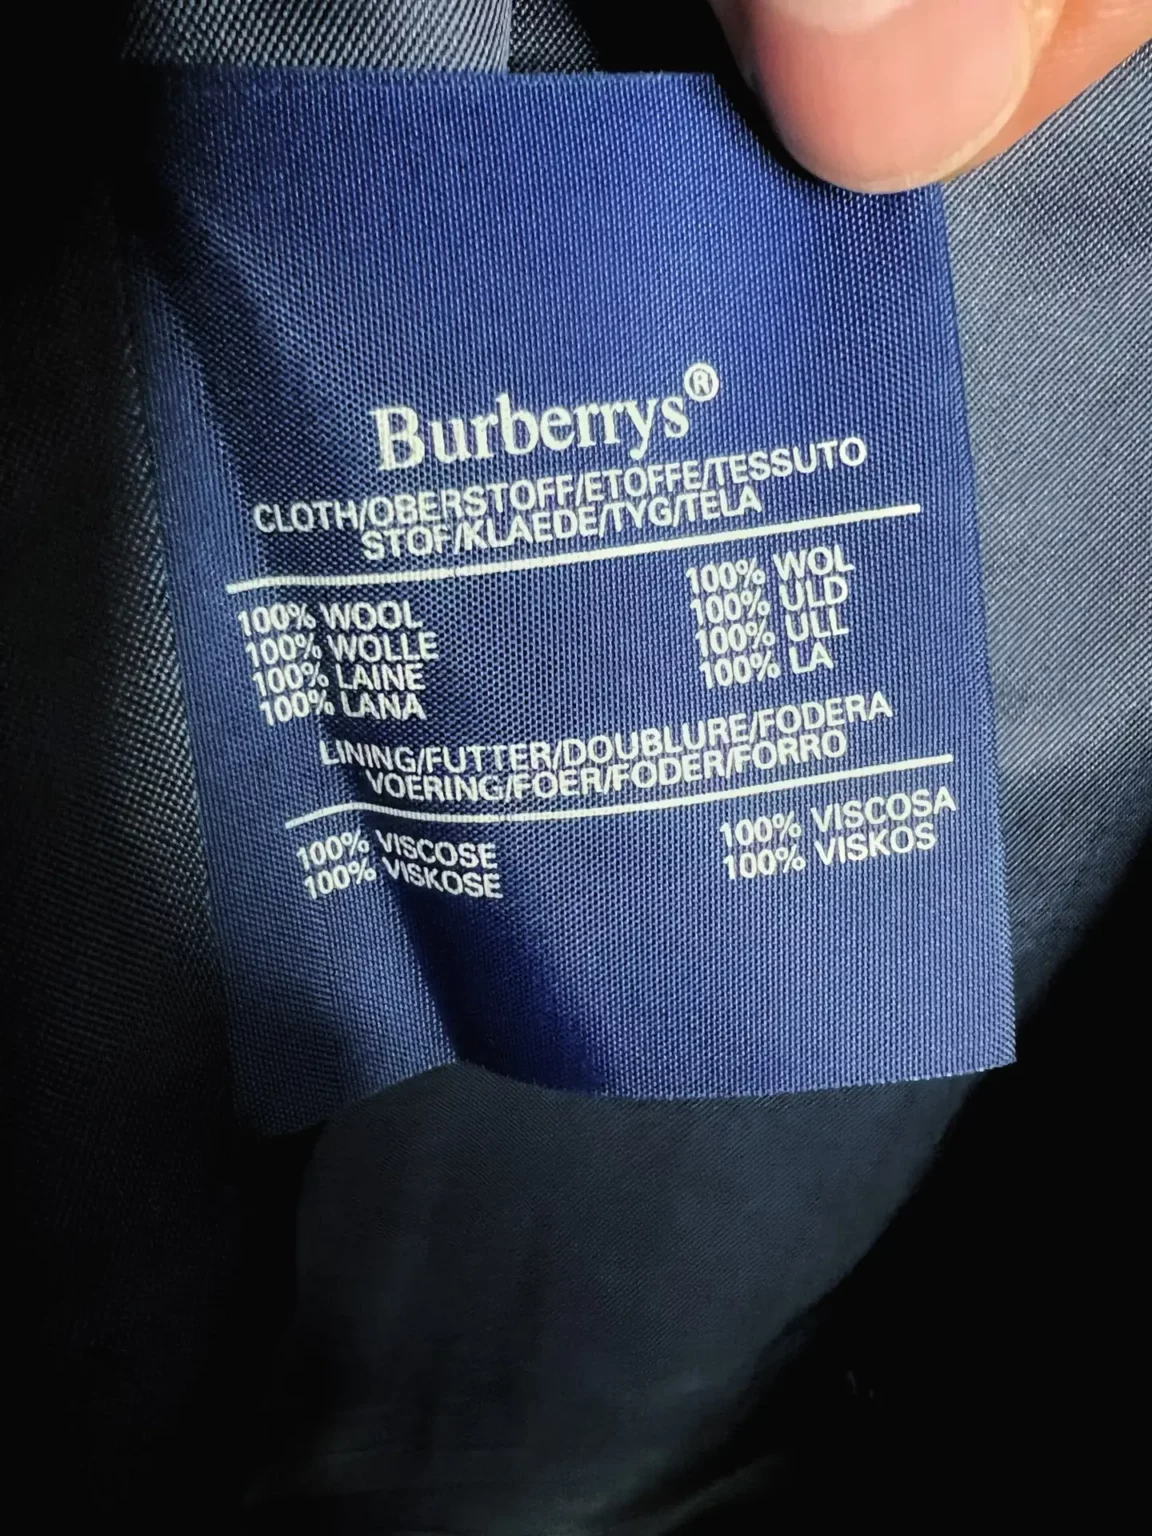 Burberrys®
CLOTH/OBERSTOFF/ETOFFE/TESSUTO
STOF/KLAEDE/TYG/TELA
100% WOOL
100% WOLLE
100% LAINE
100% LANA
100% WOL
100% ULD
100% ULL
100% LA
LINING/FUTTER/DOUBLURE/FODERA
VOERING/FOER/FODER/FORRO
100% VISCOSE
100% VISKOSE
100% VISCOSA
100% VISKOS